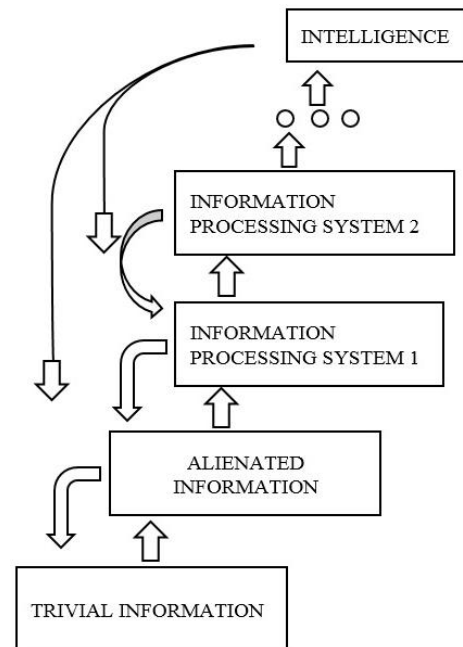 INTELLIGENCE
INFORMATION
PROCESSING SYSTEM 2
INFORMATION
PROCESSING SYSTEM 1
ALIENATED
INFORMATION
TRIVIAL INFORMATION